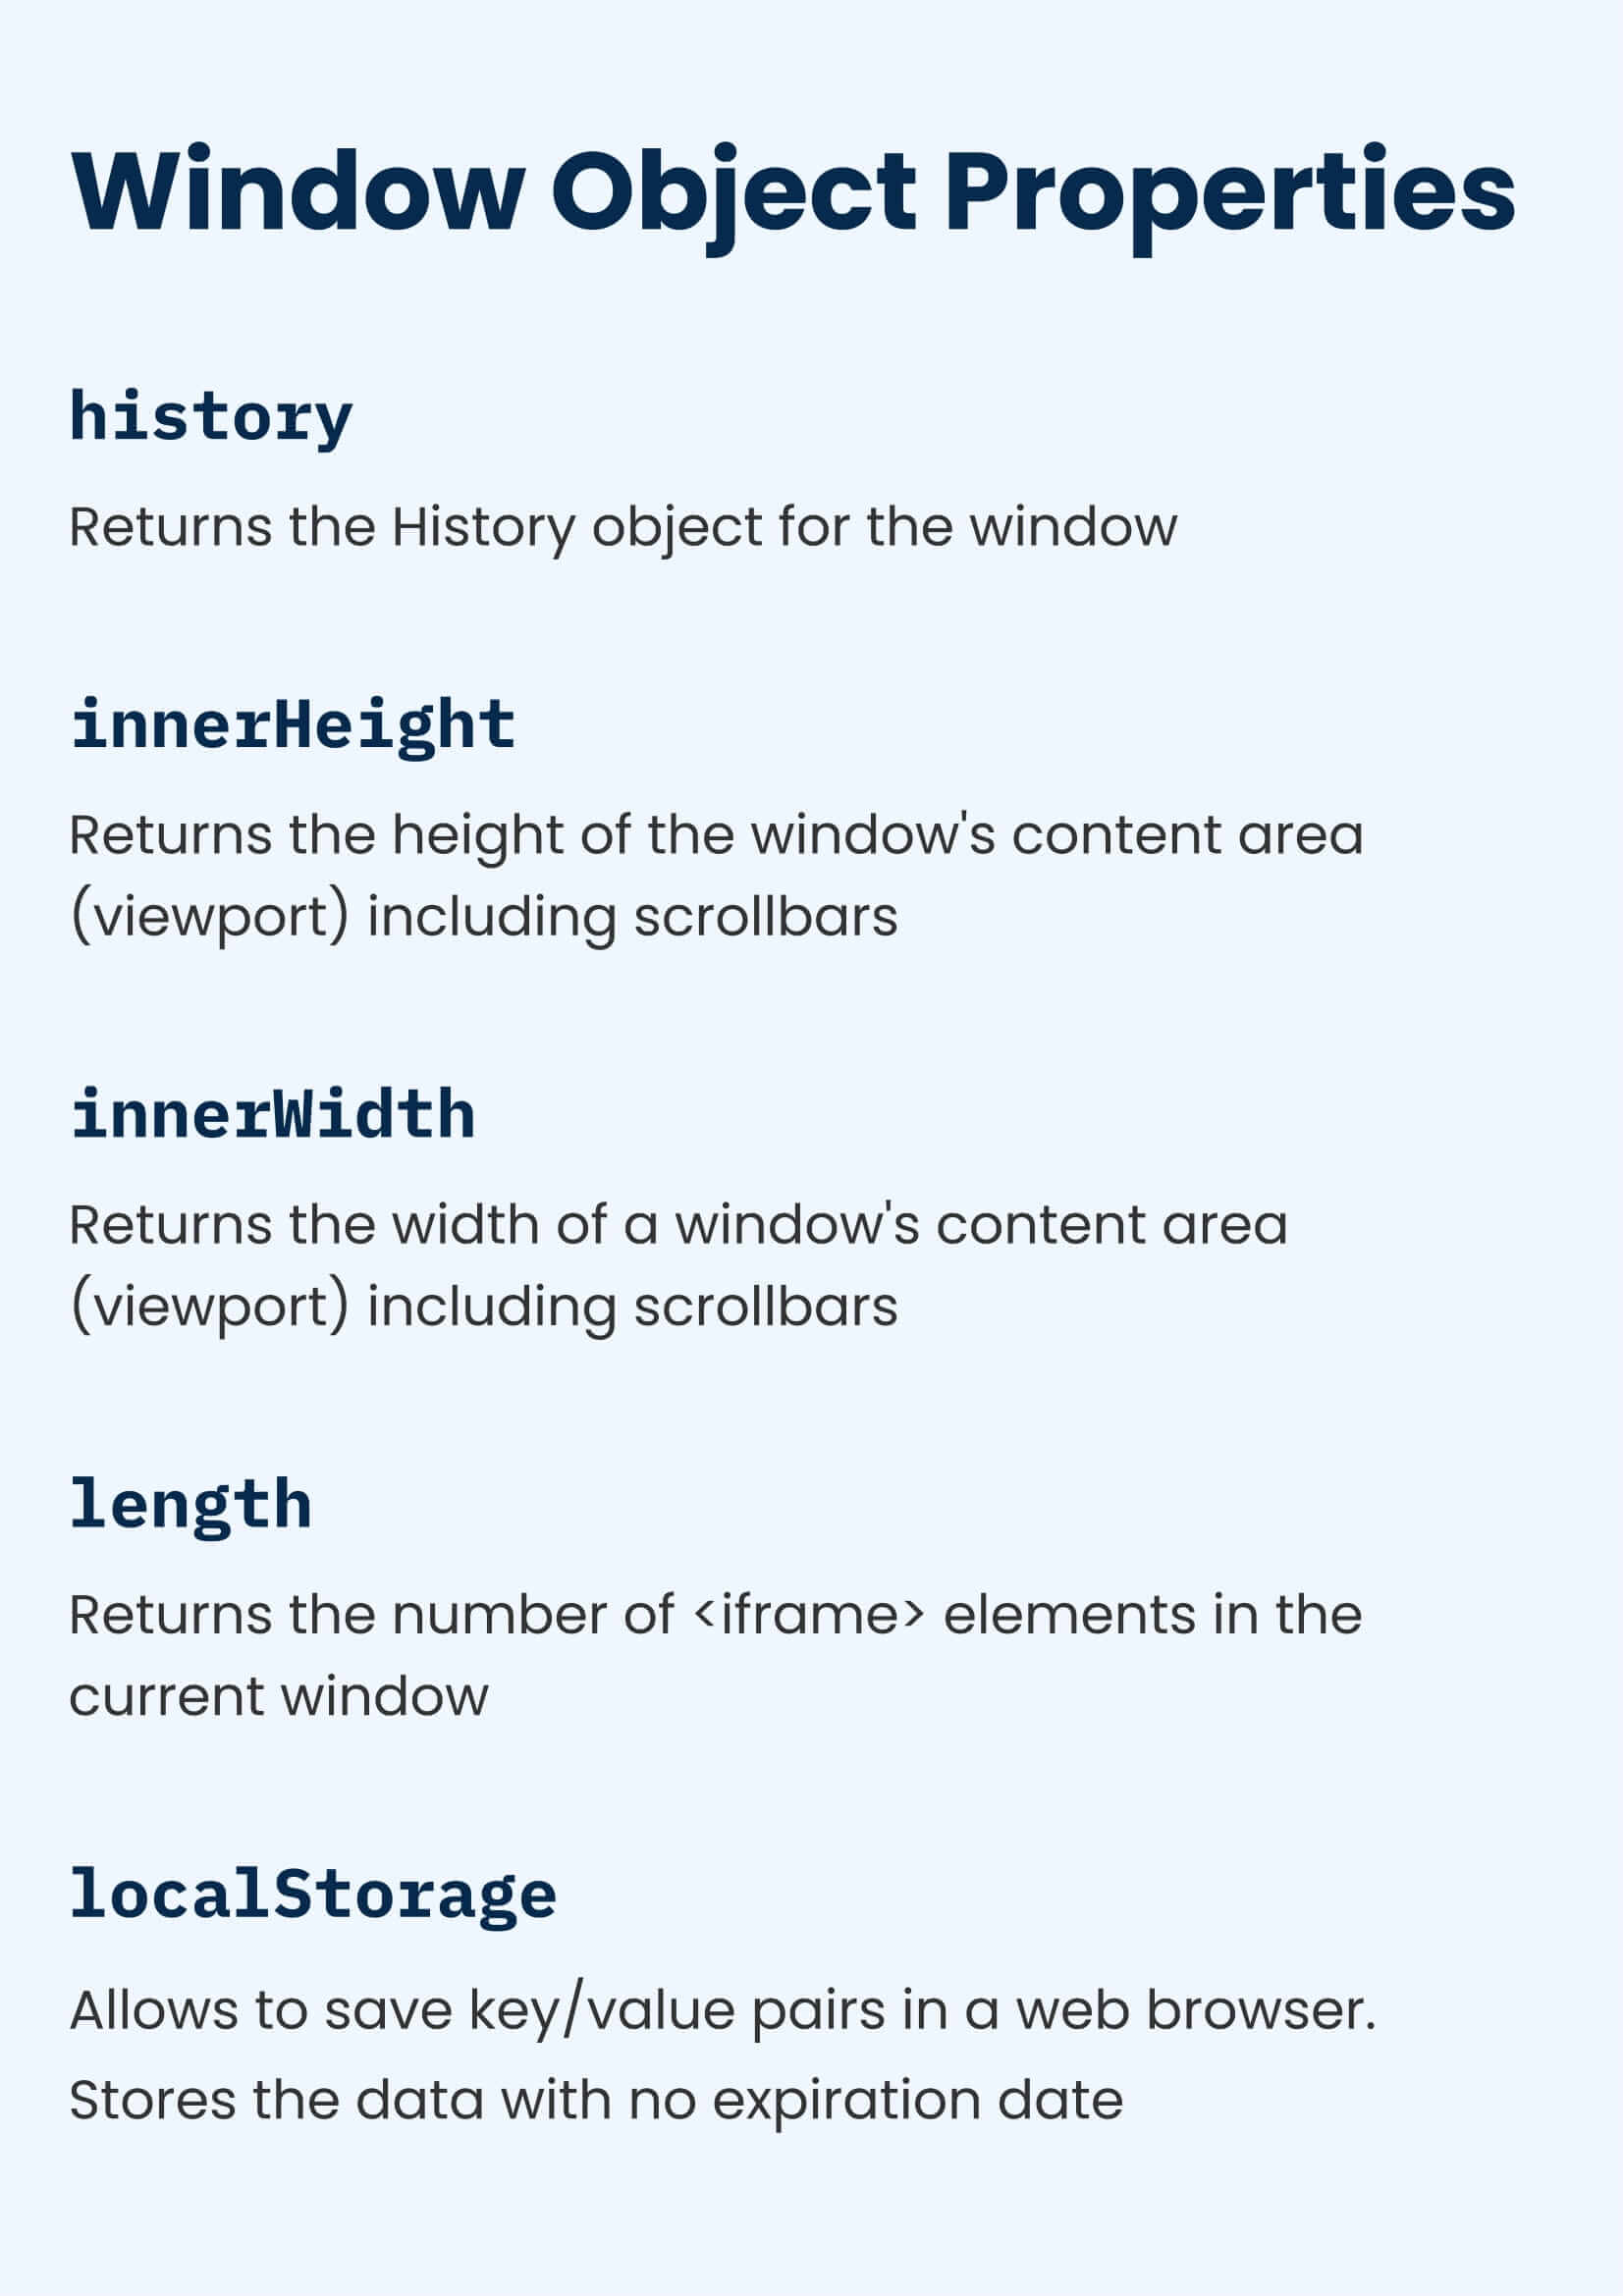 Window Object Properties
history
Returns the History object for the window
innerHeight
Returns the height of the window's content area
(viewport) including scrollbars
innerWidth
Returns the width of a window's content area
(viewport) including scrollbars
length
Returns the number of <iframe> elements in the
current window
localStorage
Allows to save key/value pairs in a web browser.
Stores the data with no expiration date